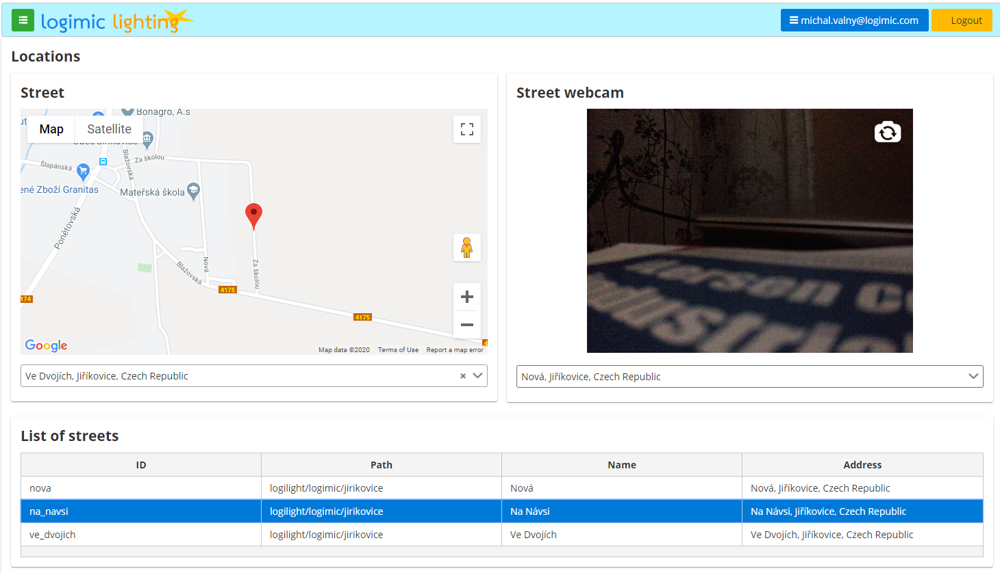 logimic lighting
michal.valny@logimic.com
Logout
Locations
Street
Bonagro, A.s
Map
Satellite
Za školou
Šlapánská
Blažovská
ené Zboží Granitas
Mateřská škola
Ponětovská
Nová
Blažovská
Za školou
4175
174
4175
Google
Map data ©2020
Terms of Use
Report a map error
Ve Dvojích, Jiříkovice, Czech Republic
Street webcam
Nová, Jiříkovice, Czech Republic
List of streets
ID Path Name Address
nova logilight/logimic/jirikovice Nová Nová, Jiříkovice, Czech Republic
na_navsi logilight/logimic/jirikovice Na Návsi Na Návsi, Jiříkovice, Czech Republic
ve_dvojich logilight/logimic/jirikovice Ve Dvojích Ve Dvojích, Jiříkovice, Czech Republic